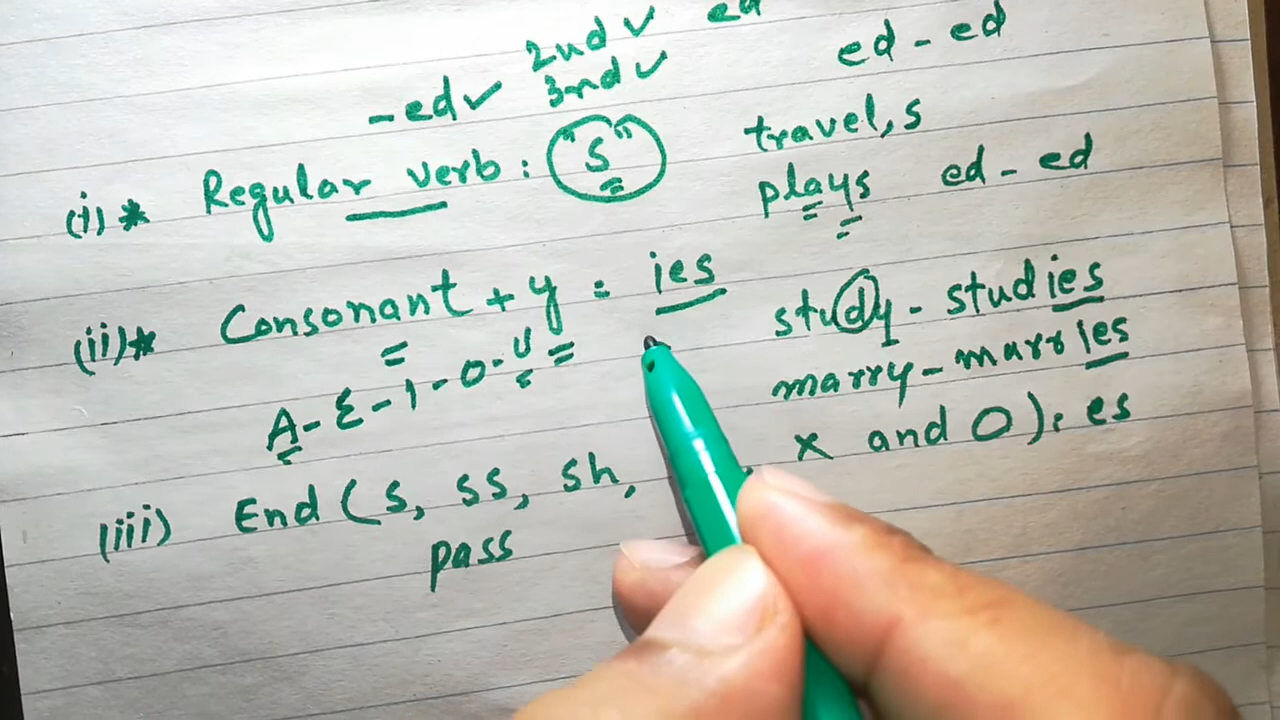 2nd ✓ ed
-ed ✓ 3rd ✓ ed - ed
(i)* Regular verb : "S" travel, s
plays ed - ed
(ii)* Consonant + y = ies study - studies
A - E - I - O - U marry - marries
(iii) End (s, ss, sh, , x and O) : es
pass